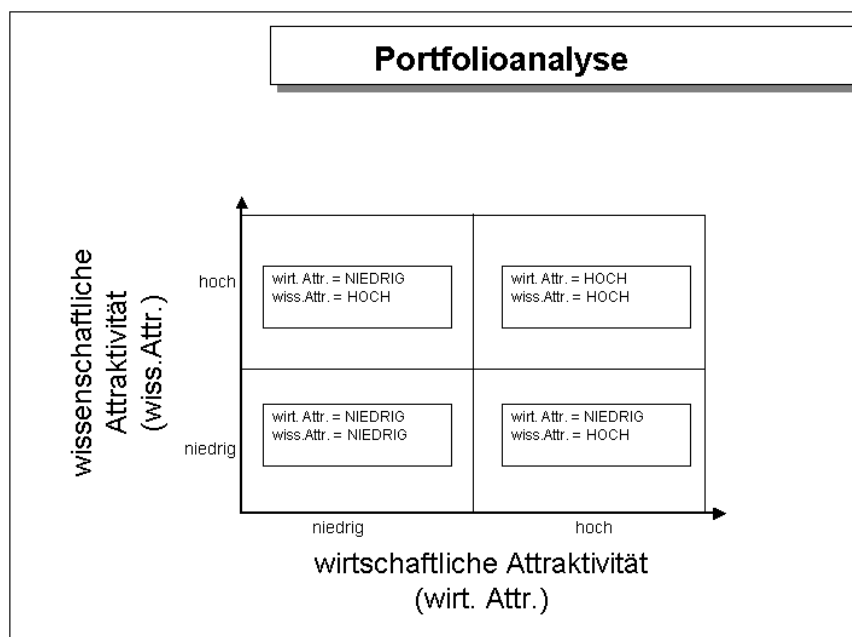 Portfolioanalyse
wissenschaftliche
Attraktivität
(wiss.Attr.)
hoch
wirt. Attr. = NIEDRIG
wiss.Attr. = HOCH
wirt. Attr. = HOCH
wiss.Attr. = HOCH
niedrig
wirt. Attr. = NIEDRIG
wiss.Attr. = NIEDRIG
wirt. Attr. = NIEDRIG
wiss.Attr. = HOCH
niedrig
hoch
wirtschaftliche Attraktivität
(wirt. Attr.)